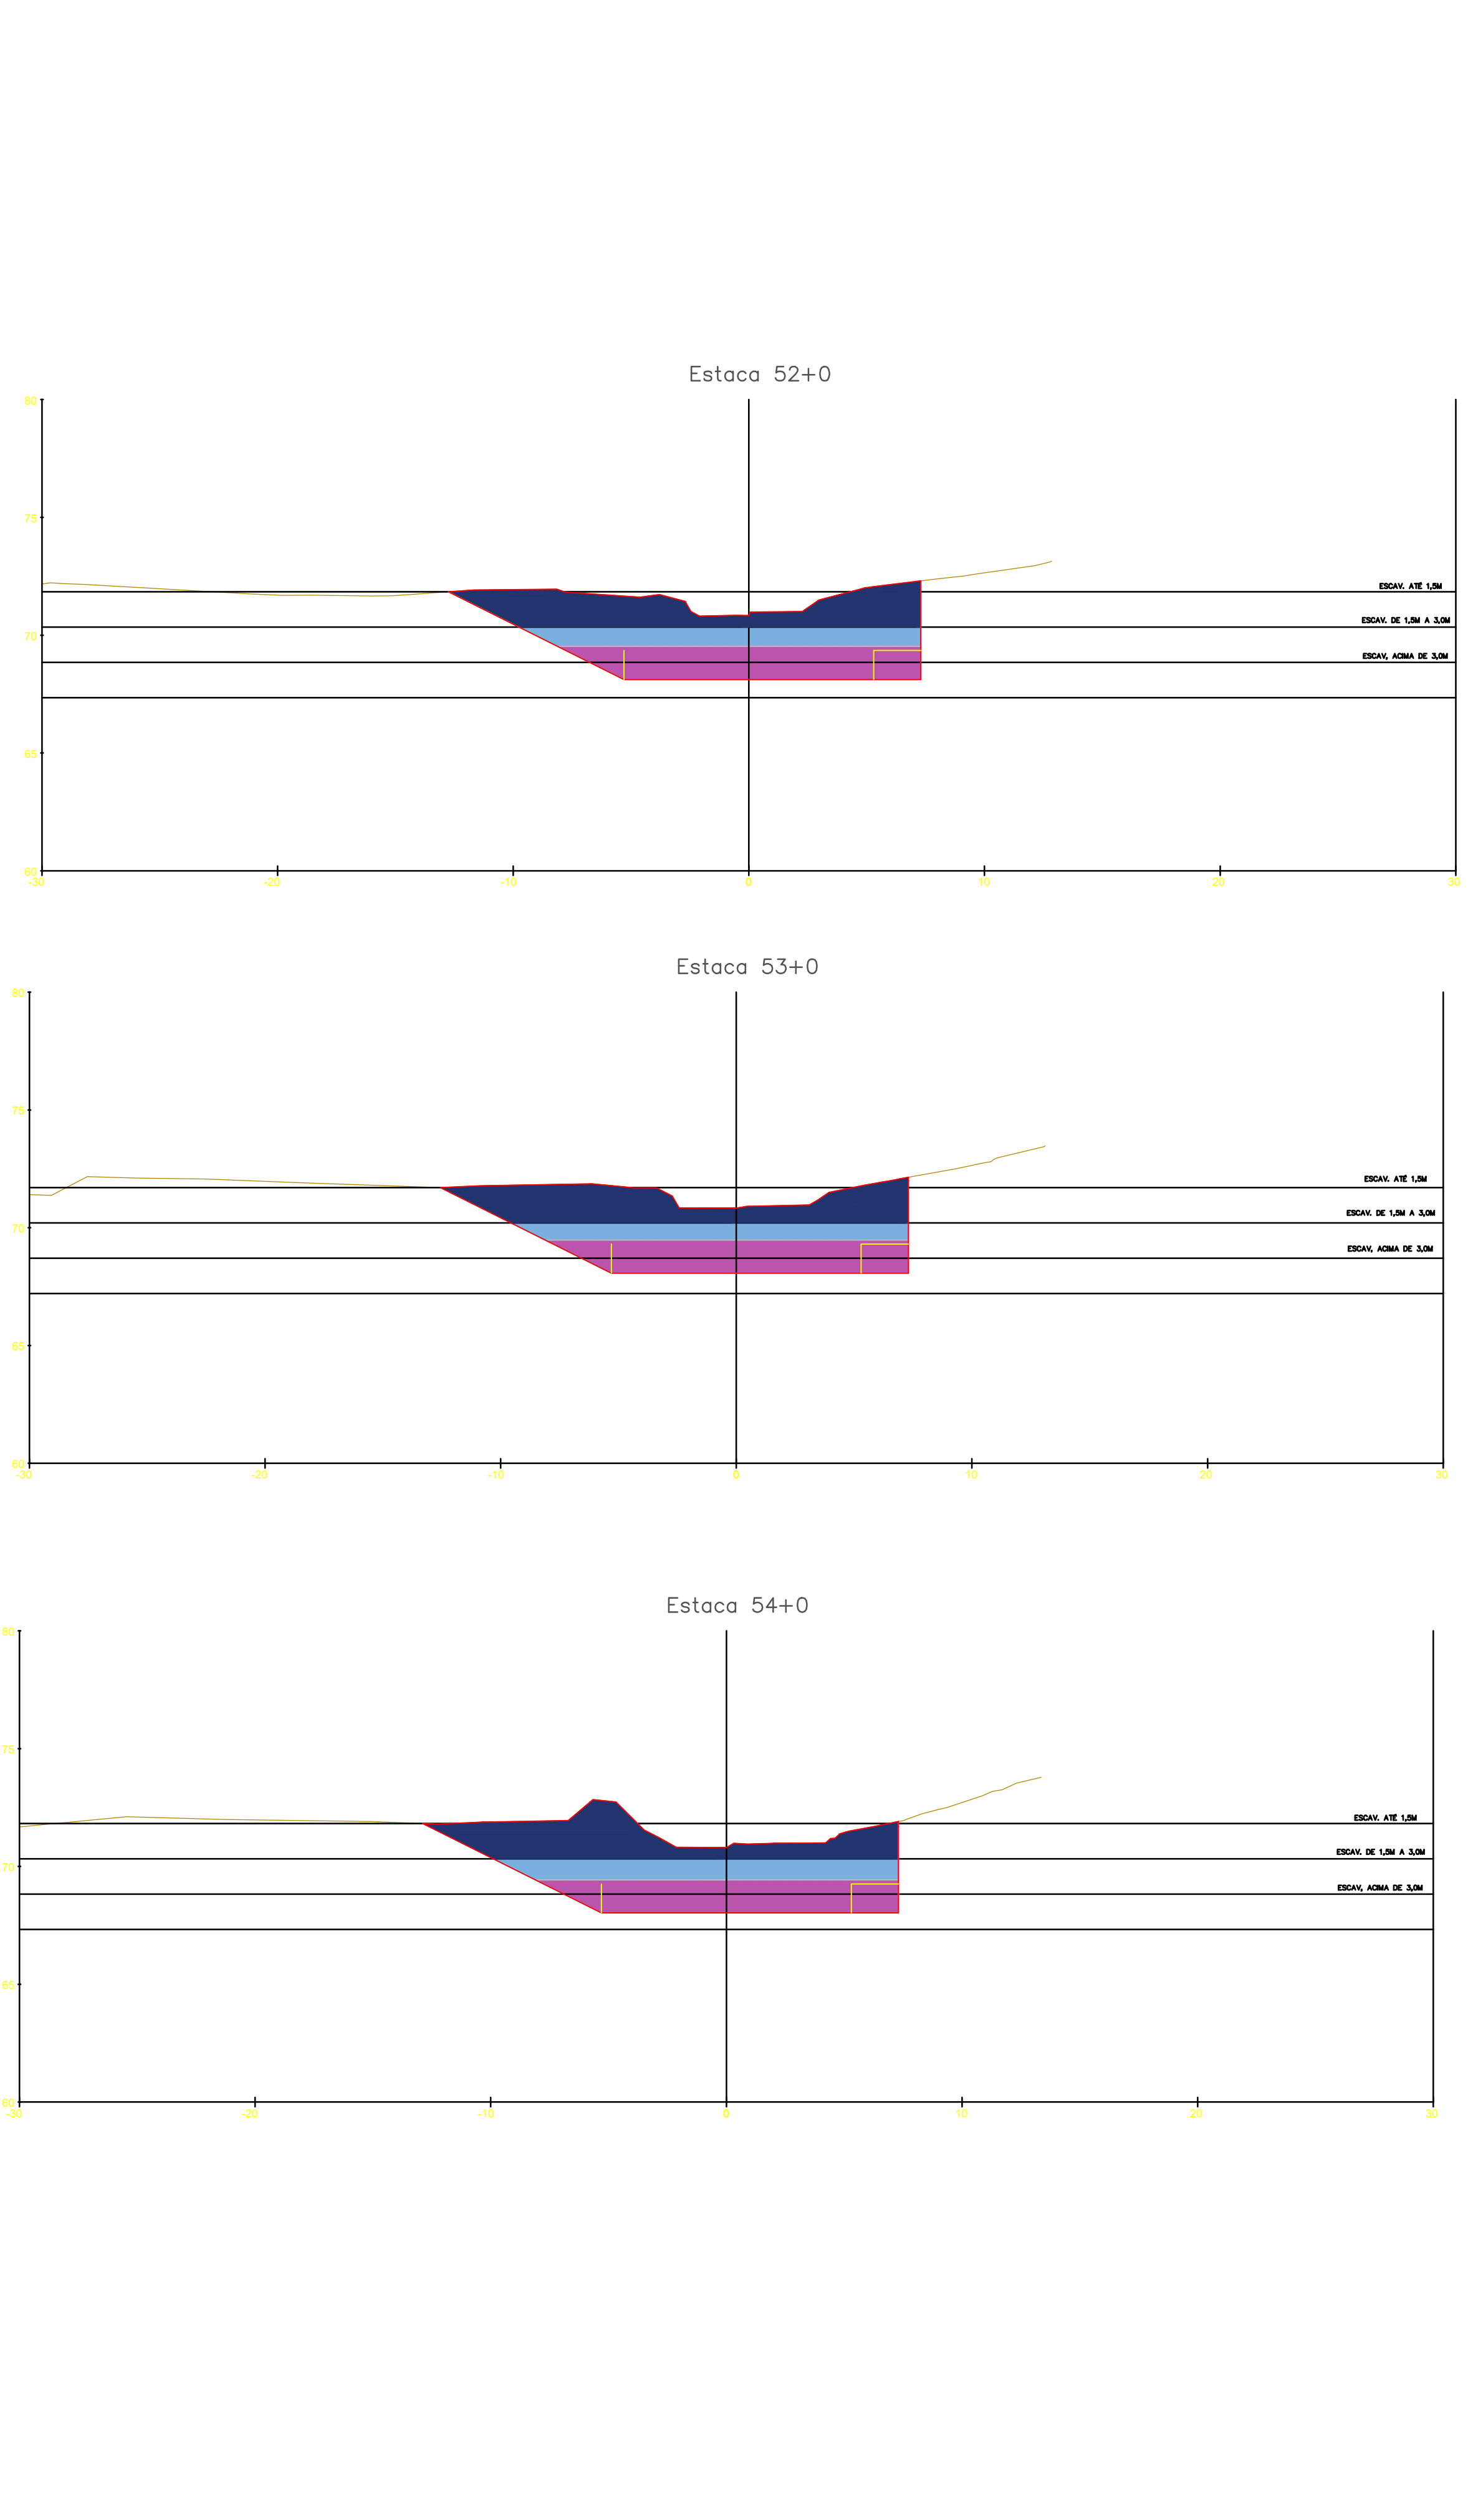 Estaca 52+0
80
75
ESCAV. ATÉ 1,5M
ESCAV. DE 1,5M A 3,0M
70
ESCAV, ACIMA DE 3,0M
65
60
-30 -20 -10 0 10 20 30
Estaca 53+0
80
75
ESCAV. ATÉ 1,5M
ESCAV. DE 1,5M A 3,0M
70
ESCAV, ACIMA DE 3,0M
65
60
-30 -20 -10 0 10 20 30
Estaca 54+0
80
75
ESCAV. ATÉ 1,5M
ESCAV. DE 1,5M A 3,0M
70
ESCAV, ACIMA DE 3,0M
65
60
-30 -20 -10 0 10 20 30